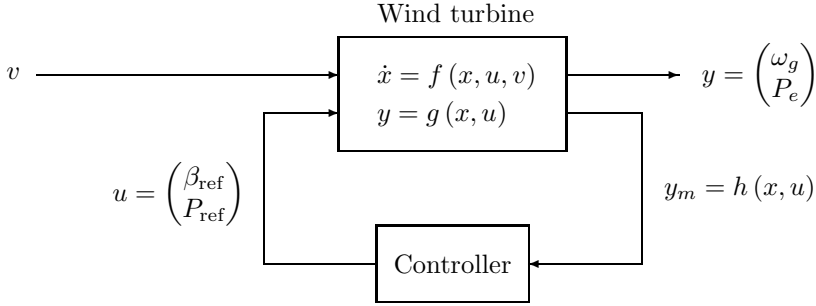 Wind turbine
v
ẋ = f (x, u, v)
y = g (x, u)
y = (ω_g
P_e)
u = (β_ref
P_ref)
y_m = h (x, u)
Controller